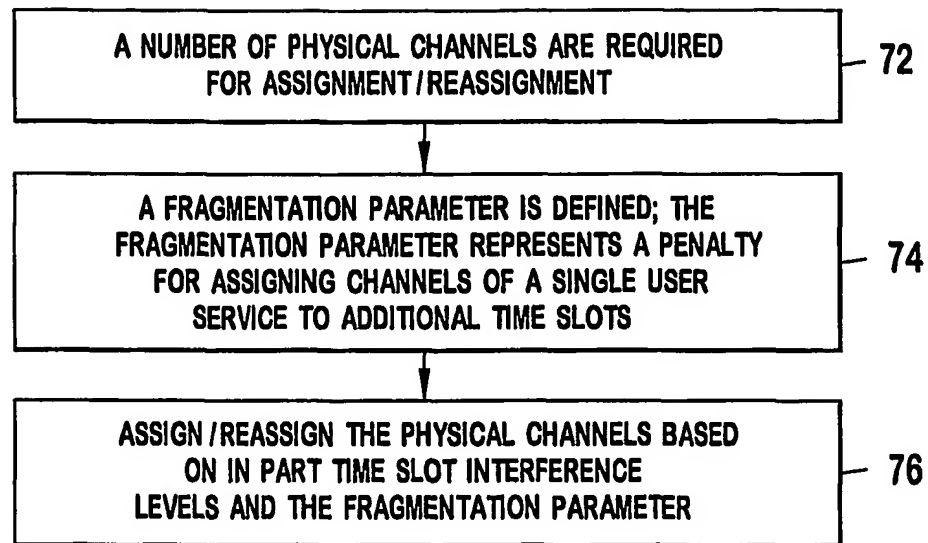 A NUMBER OF PHYSICAL CHANNELS ARE REQUIRED
FOR ASSIGNMENT/REASSIGNMENT
72
A FRAGMENTATION PARAMETER IS DEFINED; THE
FRAGMENTATION PARAMETER REPRESENTS A PENALTY
FOR ASSIGNING CHANNELS OF A SINGLE USER
SERVICE TO ADDITIONAL TIME SLOTS
74
ASSIGN/REASSIGN THE PHYSICAL CHANNELS BASED
ON IN PART TIME SLOT INTERFERENCE
LEVELS AND THE FRAGMENTATION PARAMETER
76